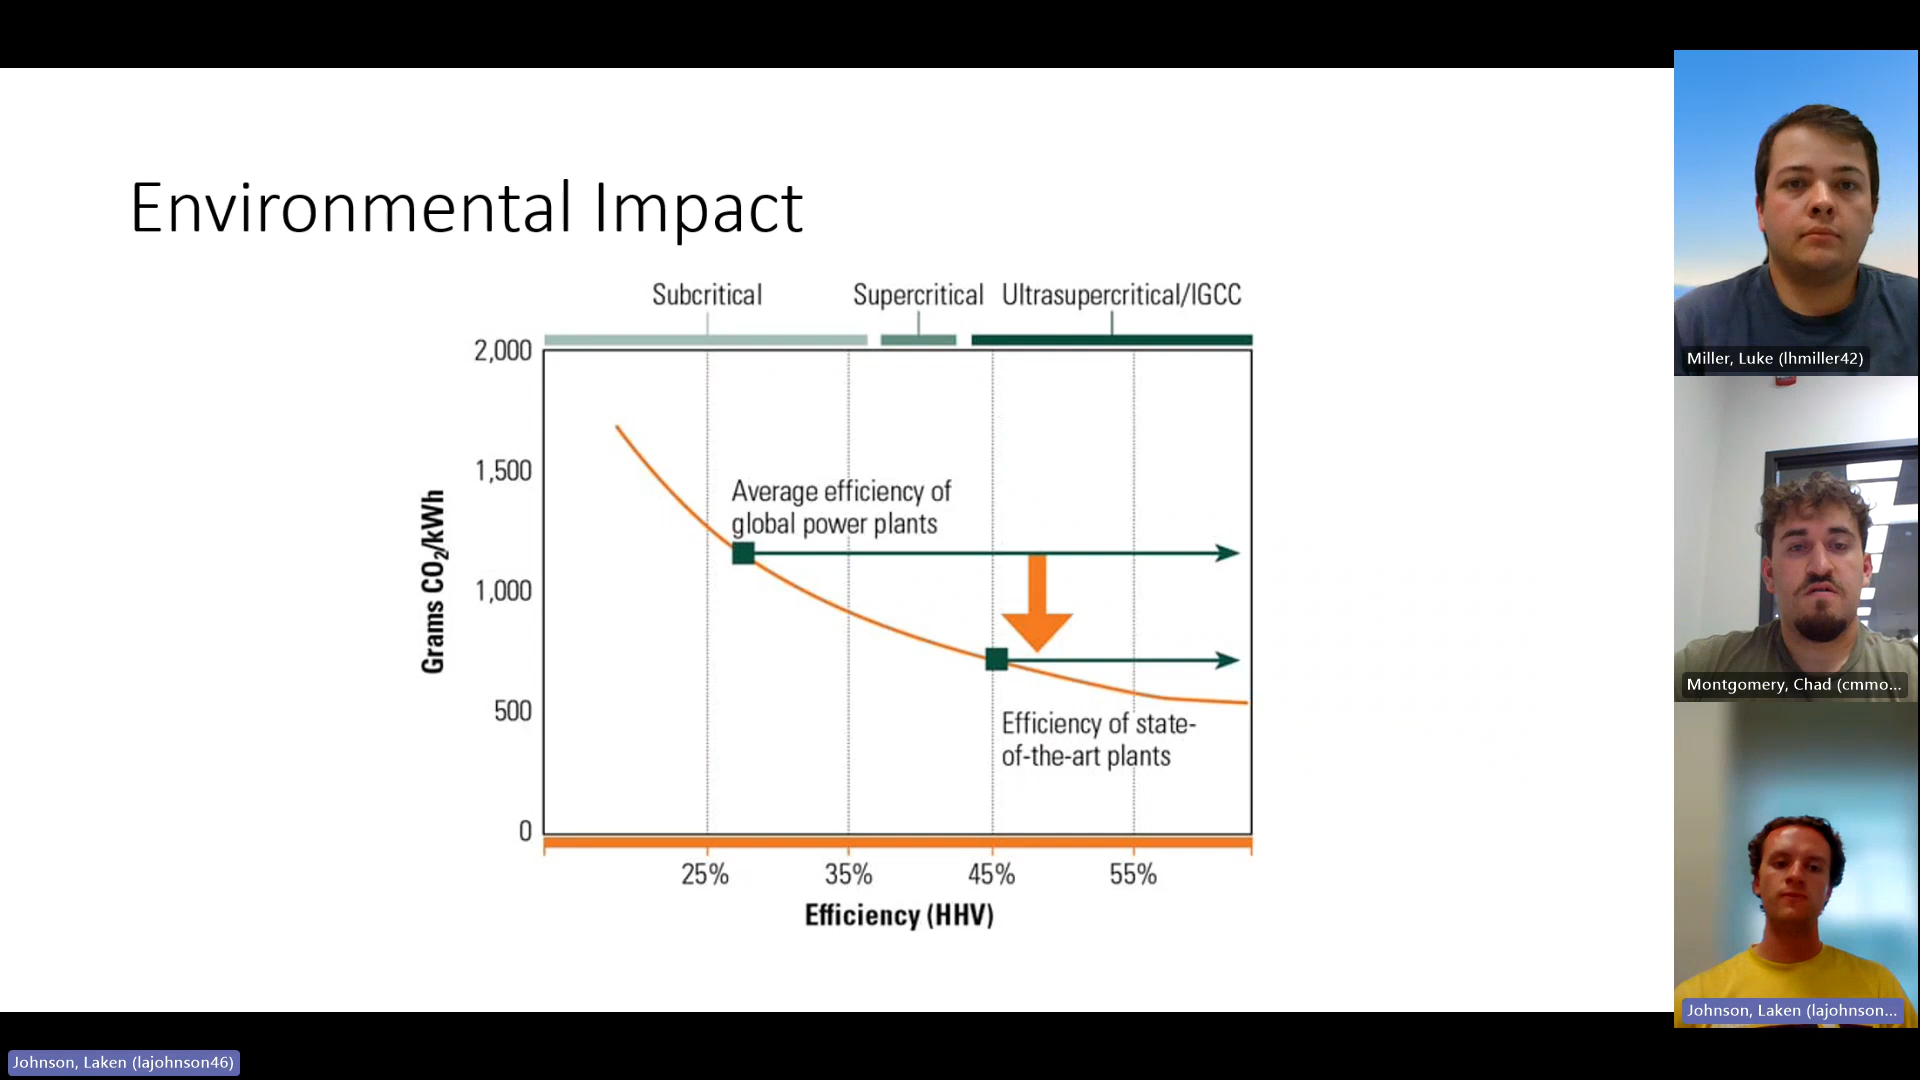 Environmental Impact
Subcritical
Supercritical
Ultrasupercritical/IGCC
2,000
1,500
1,000
500
0
Grams CO₂/kWh
Average efficiency of
global power plants
Efficiency of state-
of-the-art plants
25%
35%
45%
55%
Efficiency (HHV)
Miller, Luke (lhmiller42)
Montgomery, Chad (cmmo...
Johnson, Laken (lajohnson...
Johnson, Laken (lajohnson46)